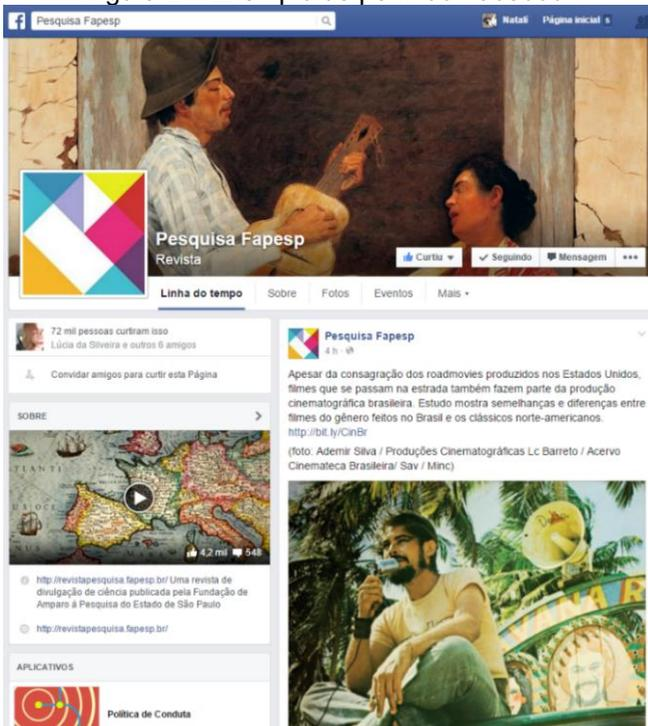 Pesquisa Fapesp
Natali Página inicial 5
Pesquisa Fapesp
Revista
Curtiu
Seguindo
Mensagem
Linha do tempo Sobre Fotos Eventos Mais
72 mil pessoas curtiram isso
Lúcia da Silveira e outros 6 amigos
Convidar amigos para curtir esta Página
SOBRE
4,2 mil 548
http://revistapesquisa.fapesp.br/ Uma revista de
divulgação de ciência publicada pela Fundação de
Amparo à Pesquisa do Estado de São Paulo
http://revistapesquisa.fapesp.br/
APLICATIVOS
Política de Conduta
Pesquisa Fapesp
4 h
Apesar da consagração dos roadmovies produzidos nos Estados Unidos,
filmes que se passam na estrada também fazem parte da produção
cinematográfica brasileira. Estudo mostra semelhanças e diferenças entre
filmes do gênero feitos no Brasil e os clássicos norte-americanos.
http://bit.ly/CinBr
(foto: Ademir Silva / Produções Cinematográficas Lc Barreto / Acervo
Cinemateca Brasileira/ Sav / Minc)